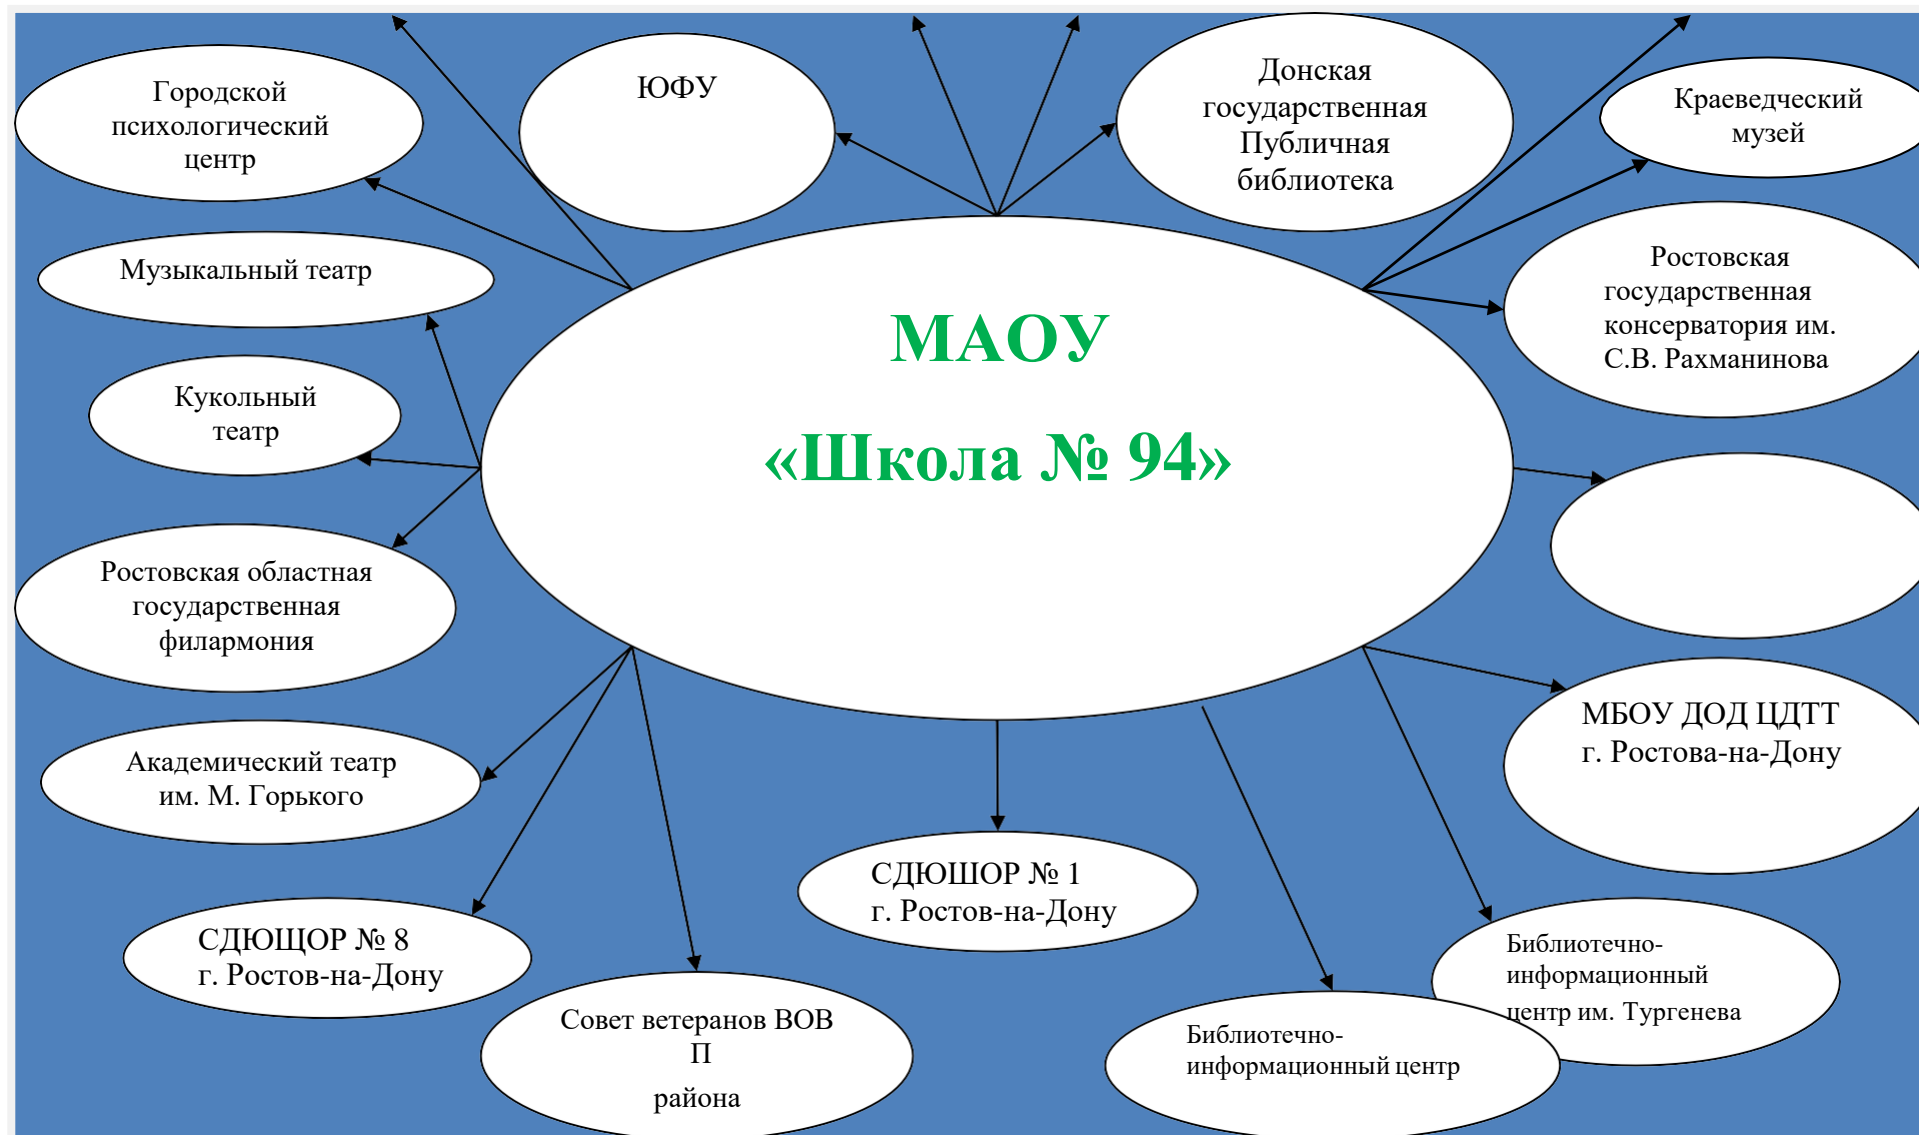 Городской
психологический
центр
ЮФУ
Донская
государственная
Публичная
библиотека
Краеведческий
музей
Музыкальный театр
Ростовская
государственная
консерватория им.
С.В. Рахманинова
МАОУ
«Школа № 94»
Кукольный
театр
Ростовская областная
государственная
филармония
МБОУ ДОД ЦДТТ
г. Ростова-на-Дону
Академический театр
им. М. Горького
СДЮШОР № 1
г. Ростов-на-Дону
СДЮЩОР № 8
г. Ростов-на-Дону
Библиотечно-
информационный
центр им. Тургенева
Совет ветеранов ВОВ
П
района
Библиотечно-
информационный центр